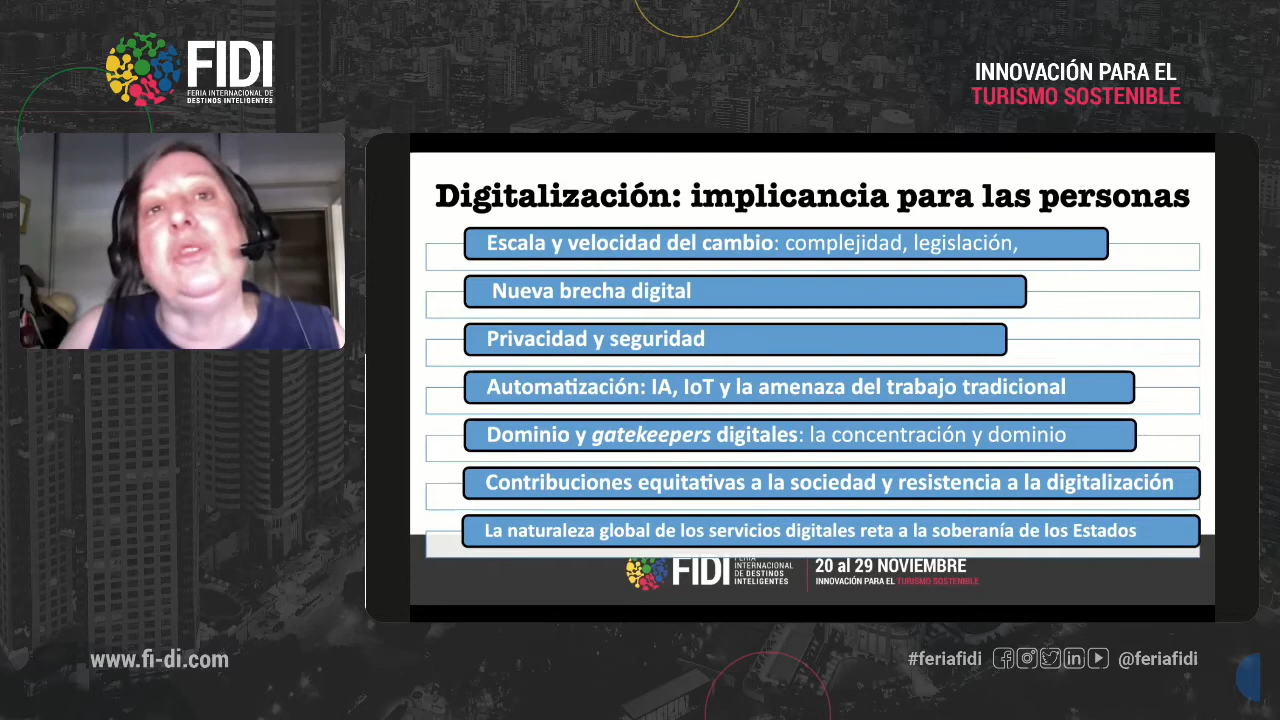 FIDI
FERIA INTERNACIONAL DE
DESTINOS INTELIGENTES
INNOVACIÓN PARA EL
TURISMO SOSTENIBLE
Digitalización: implicancia para las personas
Escala y velocidad del cambio: complejidad, legislación,
Nueva brecha digital
Privacidad y seguridad
Automatización: IA, IoT y la amenaza del trabajo tradicional
Dominio y gatekeepers digitales: la concentración y dominio
Contribuciones equitativas a la sociedad y resistencia a la digitalización
La naturaleza global de los servicios digitales reta a la soberanía de los Estados
FIDI
FERIA
INTERNACIONAL
DE DESTINOS
INTELIGENTES
20 al 29 NOVIEMBRE
INNOVACIÓN PARA EL TURISMO SOSTENIBLE
www.fi-di.com
#feriafidi
@feriafidi